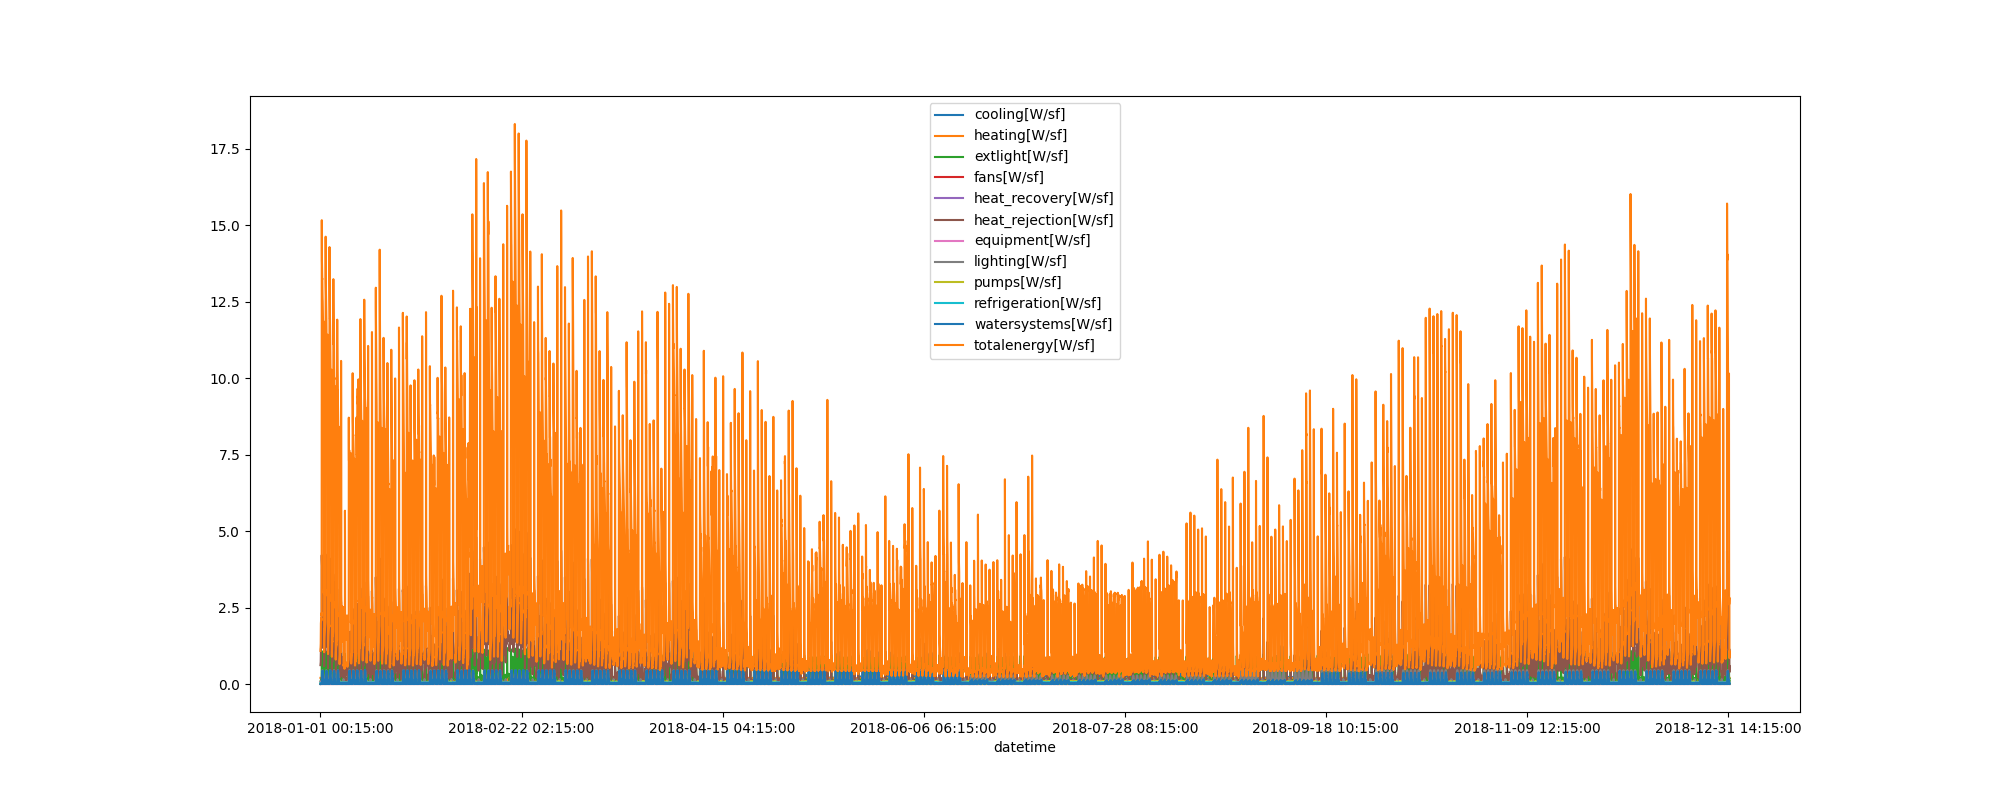 cooling[W/sf]
heating[W/sf]
extlight[W/sf]
fans[W/sf]
heat_recovery[W/sf]
heat_rejection[W/sf]
equipment[W/sf]
lighting[W/sf]
pumps[W/sf]
refrigeration[W/sf]
watersystems[W/sf]
totalenergy[W/sf]
17.5
15.0
12.5
10.0
7.5
5.0
2.5
0.0
2018-01-01 00:15:00 2018-02-22 02:15:00 2018-04-15 04:15:00 2018-06-06 06:15:00 2018-07-28 08:15:00 2018-09-18 10:15:00 2018-11-09 12:15:00 2018-12-31 14:15:00
datetime